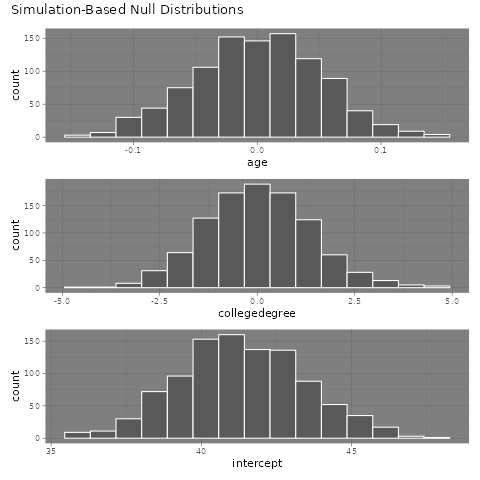 Simulation-Based Null Distributions
150
100
50
0
count
-0.1 0.0 0.1
age
150
100
50
0
count
-5.0 -2.5 0.0 2.5 5.0
collegedegree
150
100
50
0
count
35 40 45
intercept